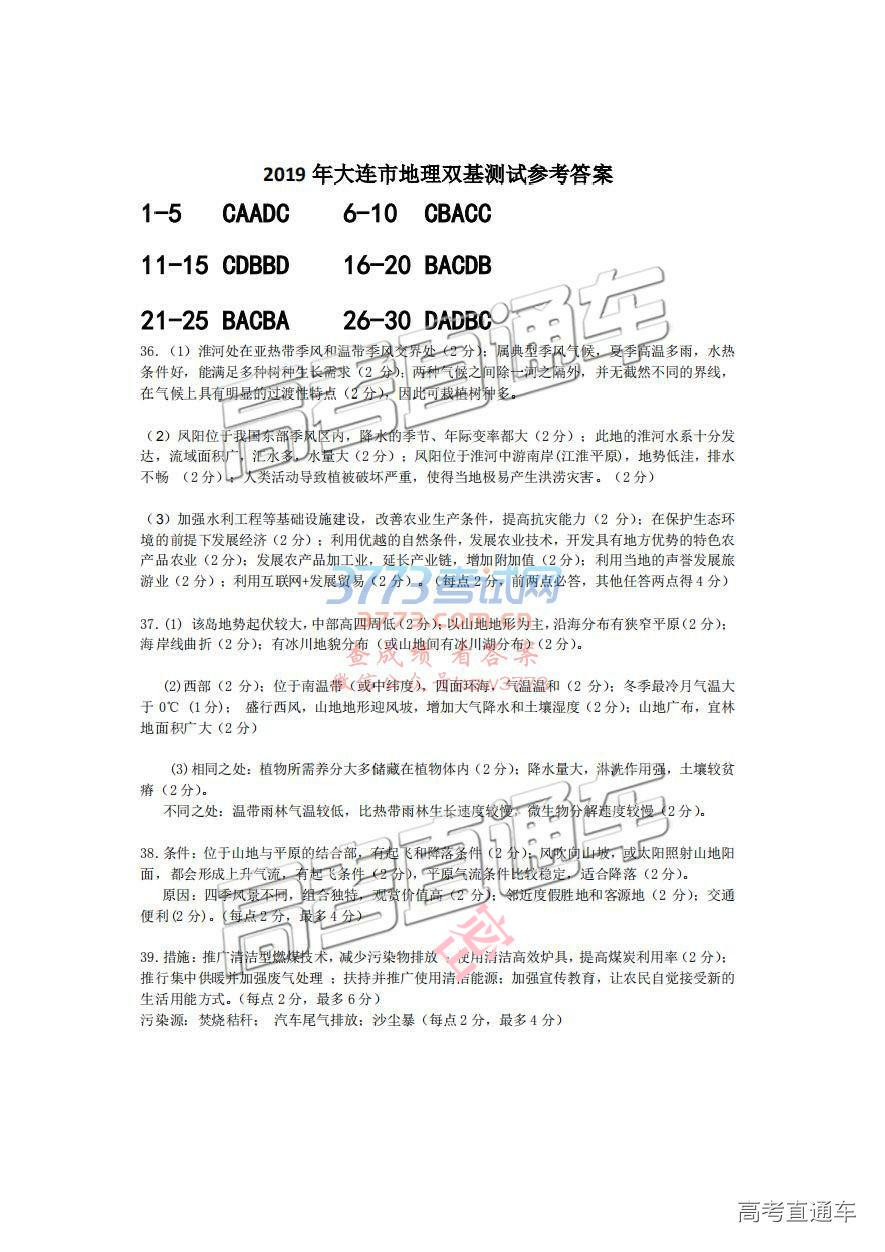 2019 年大连市地理双基测试参考答案
1-5 CAADC 6-10 CBACC
11-15 CDBBD 16-20 BACDB
21-25 BACBA 26-30 DADBC
36.（1）淮河处在亚热带季风和温带季风交界处（2 分）；属典型季风气候，夏季高温多雨，水热
条件好，能满足多种树种生长需求（2 分）；两种气候之间除一河之隔外，并无截然不同的界线，
在气候上具有明显的过渡性特点（2 分），因此可栽植树种多。
（2）凤阳位于我国东部季风区内，降水的季节、年际变率都大（2 分）；此地的淮河水系十分发
达，流域面积广，汇水多，水量大（2 分）；凤阳位于淮河中游南岸(江淮平原)，地势低洼，排水
不畅 （2 分）；人类活动导致植被破坏严重，使得当地极易产生洪涝灾害。（2 分）
（3）加强水利工程等基础设施建设，改善农业生产条件，提高抗灾能力（2 分）；在保护生态环
境的前提下发展经济（2 分）；利用优越的自然条件，发展农业技术，开发具有地方优势的特色农
产品农业（2 分）；发展农产品加工业，延长产业链，增加附加值（2 分）；利用当地的声誉发展旅
游业（2 分）；利用互联网+发展贸易（2 分）。（每点 2 分，前两点必答，其他任答两点得 4 分）
3773考试网
37.(1) 该岛地势起伏较大，中部高四周低（2 分）；以山地地形为主，沿海分布有狭窄平原（2 分）；
3773.com.cn
海岸线曲折（2 分）；有冰川地貌分布（或山地间有冰川湖分布）（2 分）。
查成绩 看答案
(2)西部（2 分）；位于南温带（或中纬度），四面环海，气温温和（2 分）；冬季最冷月气温大
于 0℃（1 分）； 盛行西风，山地地形迎风坡，增加大气降水和土壤湿度（2 分）；山地广布，宜林
地面积广大（2 分）
(3)相同之处：植物所需养分大多储藏在植物体内（2 分）；降水量大，淋洗作用强，土壤较贫
瘠（2 分）。
不同之处：温带雨林气温较低，比热带雨林生长速度较慢，微生物分解速度较慢（2 分）。
38.条件：位于山地与平原的结合部，有起飞和降落条件（2 分）；风吹向山坡，或太阳照射山地阳
面，都会形成上升气流，有起飞条件（2 分），平原气流条件比较稳定，适合降落（2 分）。
原因：四季风景不同，组合独特，观赏价值高（2 分）；邻近度假胜地和客源地（2 分）；交通
便利(2 分)。（每点 2 分，最多 4 分）
39.措施：推广清洁型燃煤技术，减少污染物排放 ；使用清洁高效炉具，提高煤炭利用率（2 分）；
推行集中供暖并加强废气处理 ；扶持并推广使用清洁能源；加强宣传教育，让农民自觉接受新的
生活用能方式。（每点 2 分，最多 6 分）
污染源：焚烧秸秆； 汽车尾气排放；沙尘暴（每点 2 分，最多 4 分）
高考直通车
高考直通车
密
高考直通车